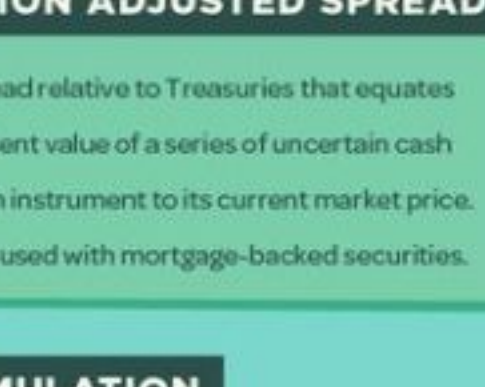 ION ADJUSTED SPREAD
ead relative to Treasuries that equates
ent value of a series of uncertain cash
n instrument to its current market price.
used with mortgage-backed securities.
MULATION